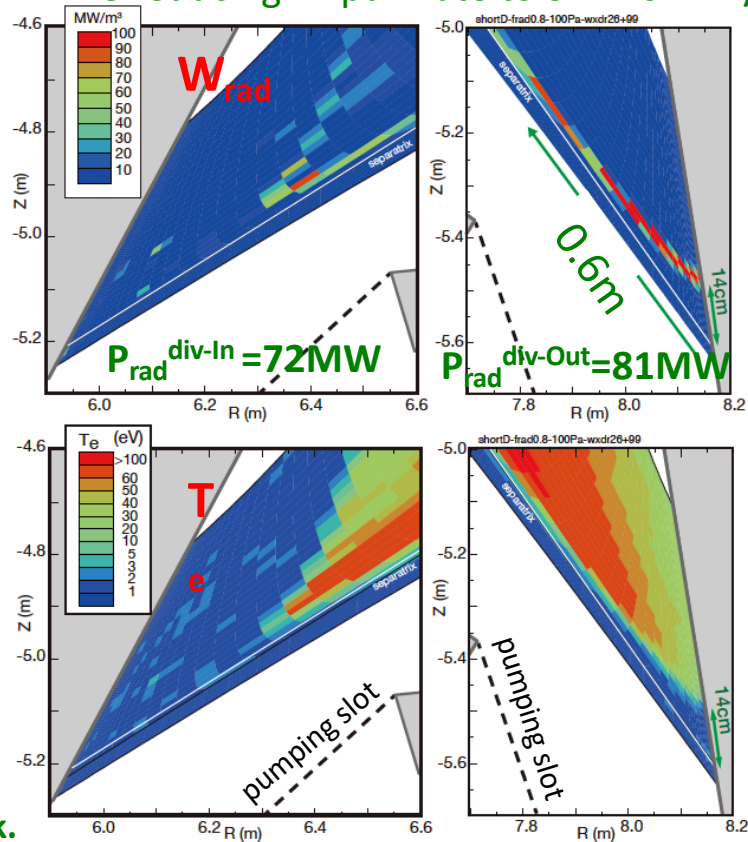 MW/m³
100
90
80
70
60
50
40
30
20
10
W_rad
separatrix
-4.6
-4.8
-5.0
-5.2
Z (m)
P_rad^div-In =72MW
6.0 6.2 6.4 6.6
R (m)
shortD-frad0.8-100Pa-wxdr26+99
separatrix
0.6m
14cm
-5.0
-5.2
-5.4
-5.6
Z (m)
P_rad^div-Out=81MW
7.8 8.0 8.2
R (m)
T_e (eV)
>100
60
50
40
30
20
10
5
3
2
1
T
e
separatrix
pumping slot
-4.6
-4.8
-5.0
-5.2
Z (m)
6.0 6.2 6.4 6.6
R (m)
shortD-frad0.8-100Pa-wxdr26+99
separatrix
pumping slot
14cm
-5.0
-5.2
-5.4
-5.6
Z (m)
7.8 8.0 8.2
R (m)
k.